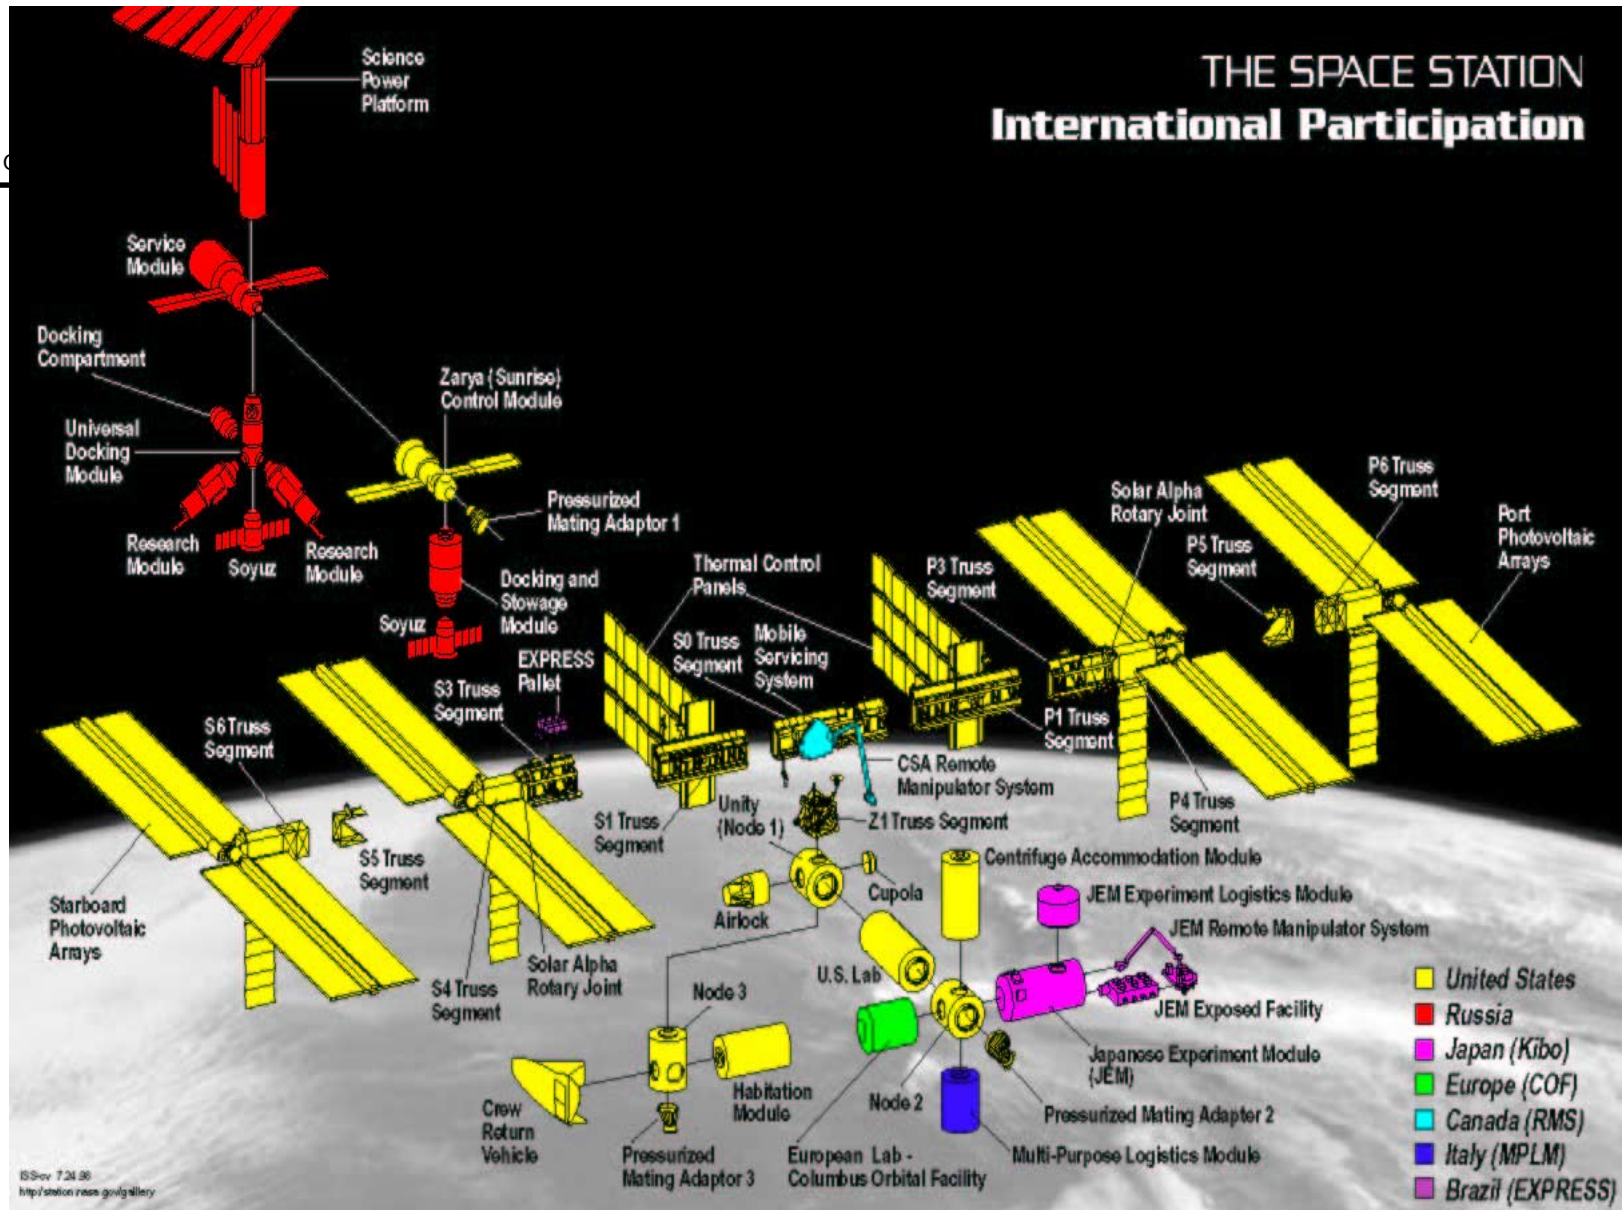 THE SPACE STATION
International Participation
Science
Power
Platform
Service
Module
Docking
Compartment
Zarya (Sunrise)
Control Module
Universal
Docking
Module
Pressurized
Mating Adaptor 1
Research
Module
Soyuz
Research
Module
Docking and
Stowage
Module
Soyuz
EXPRESS
Pallet
Thermal Control
Panels
S0 Truss
Segment
Mobile
Servicing
System
P3 Truss
Segment
Solar Alpha
Rotary Joint
P5 Truss
Segment
P6 Truss
Segment
Port
Photovoltaic
Arrays
S3 Truss
Segment
S6 Truss
Segment
P1 Truss
Segment
CSA Remote
Manipulator System
P4 Truss
Segment
S1 Truss
Segment
Unity
(Node 1)
Z1 Truss Segment
S5 Truss
Segment
Centrifuge Accommodation Module
Cupola
Airlock
JEM Experiment Logistics Module
JEM Remote Manipulator System
Starboard
Photovoltaic
Arrays
S4 Truss
Segment
Solar Alpha
Rotary Joint
U.S. Lab
Node 3
JEM Exposed Facility
Japanese Experiment Module
(JEM)
Habitation
Module
Node 2
Pressurized Mating Adapter 2
Crew
Return
Vehicle
Pressurized
Mating Adaptor 3
European Lab -
Columbus Orbital Facility
Multi-Purpose Logistics Module
United States
Russia
Japan (Kibo)
Europe (COF)
Canada (RMS)
Italy (MPLM)
Brazil (EXPRESS)
http://station.nasa.gov/gallery